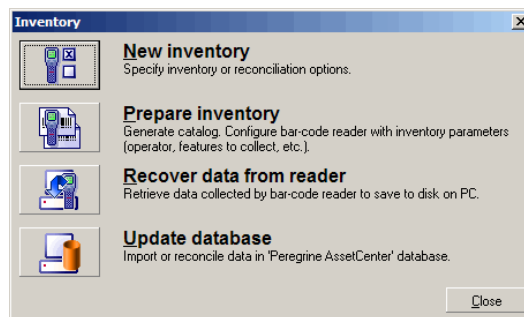 Inventory
New inventory
Specify inventory or reconciliation options.
Prepare inventory
Generate catalog. Configure bar-code reader with inventory parameters
(operator, features to collect, etc.).
Recover data from reader
Retrieve data collected by bar-code reader to save to disk on PC.
Update database
Import or reconcile data in 'Peregrine AssetCenter' database.
Close